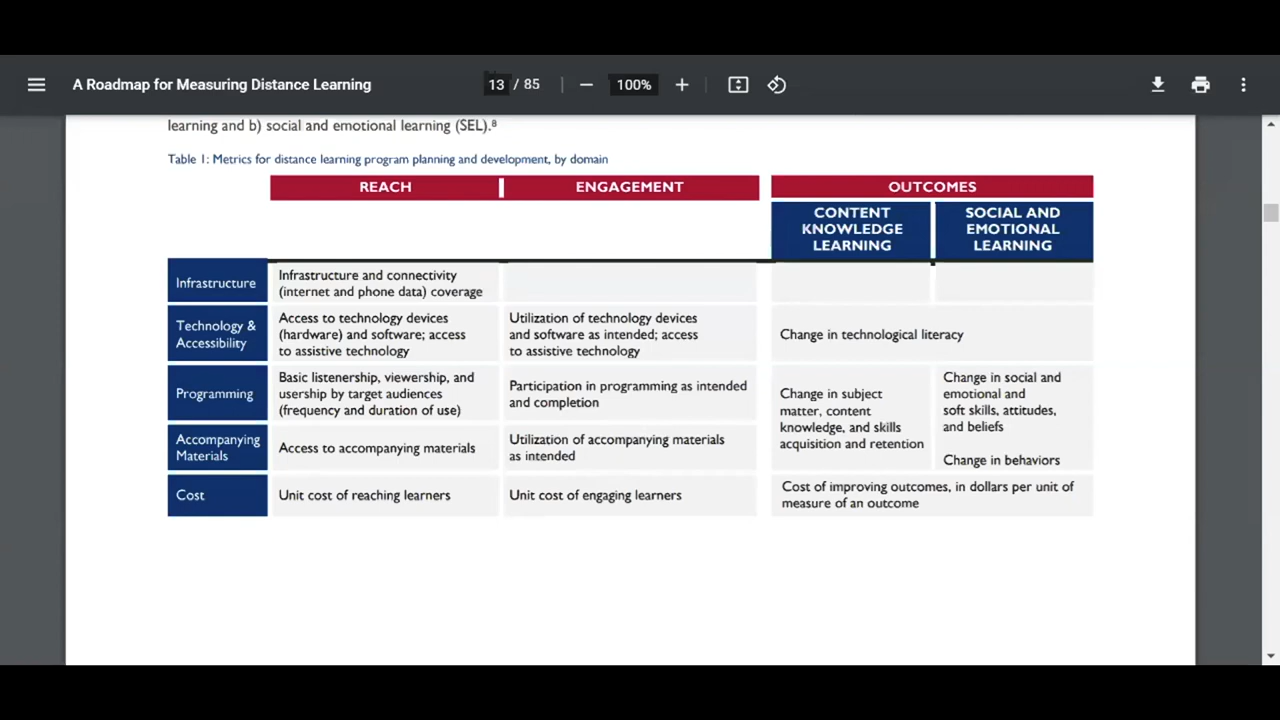 A Roadmap for Measuring Distance Learning
13 / 85
100%
learning and b) social and emotional learning (SEL).⁸
Table 1: Metrics for distance learning program planning and development, by domain
REACH
ENGAGEMENT
OUTCOMES
CONTENT
KNOWLEDGE
LEARNING
SOCIAL AND
EMOTIONAL
LEARNING
Infrastructure
Infrastructure and connectivity
(internet and phone data) coverage
Technology &
Accessibility
Access to technology devices
(hardware) and software; access
to assistive technology
Utilization of technology devices
and software as intended; access
to assistive technology
Change in technological literacy
Programming
Basic listenership, viewership, and
usership by target audiences
(frequency and duration of use)
Participation in programming as intended
and completion
Change in subject
matter, content
knowledge, and skills
acquisition and retention
Change in social and
emotional and
soft skills, attitudes,
and beliefs
Change in behaviors
Accompanying
Materials
Access to accompanying materials
Utilization of accompanying materials
as intended
Cost
Unit cost of reaching learners
Unit cost of engaging learners
Cost of improving outcomes, in dollars per unit of
measure of an outcome